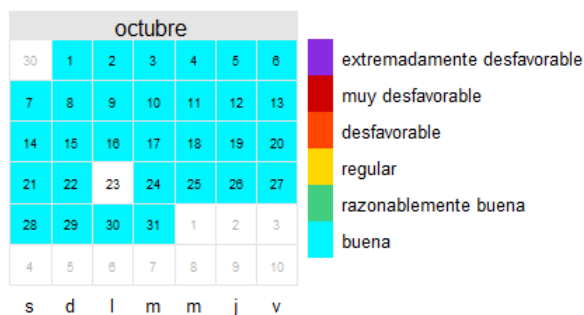 octubre
30 1 2 3 4 5 6
7 8 9 10 11 12 13
14 15 16 17 18 19 20
21 22 23 24 25 26 27
28 29 30 31 1 2 3
4 5 6 7 8 9 10
s d l m m j v
extremadamente desfavorable
muy desfavorable
desfavorable
regular
razonablemente buena
buena